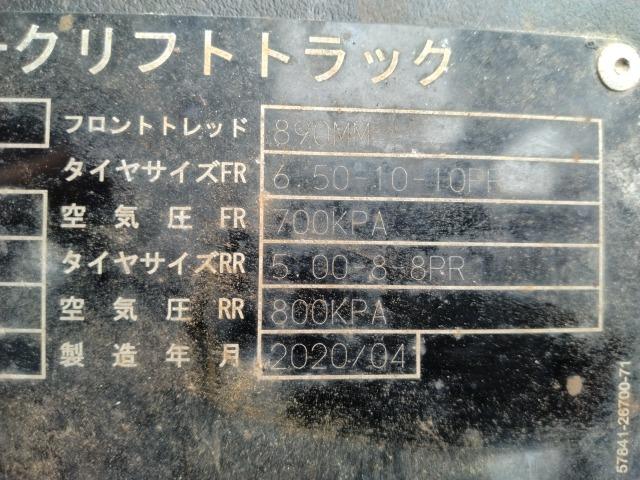 ークリフトトラック
フロントトレッド 890MM
タイヤサイズFR 6.50-10-10PR
空気圧 FR 700KPA
タイヤサイズRR 5.00-8 8PR
空気圧 RR 800KPA
製造年月 2020/04
57841-26700-71